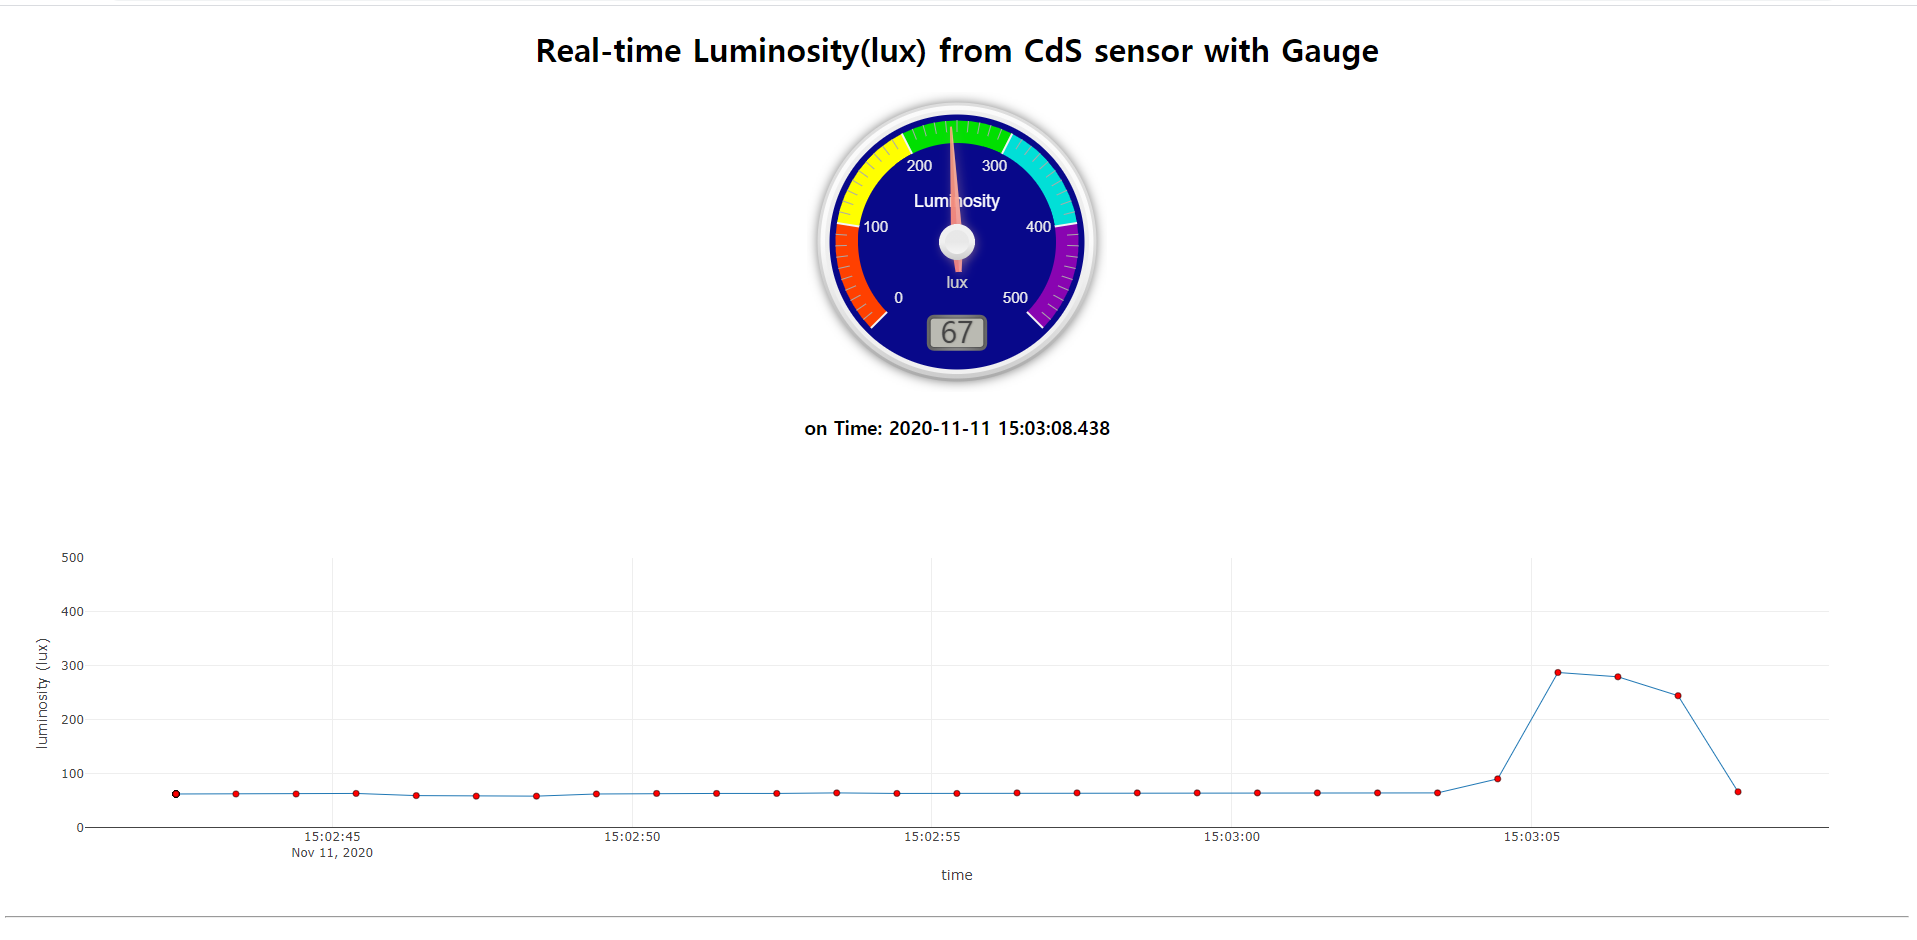 Real-time Luminosity(lux) from CdS sensor with Gauge
200 300
Luminosity
100 400
lux
0 500
67
on Time: 2020-11-11 15:03:08.438
500
400
300
200
100
0
luminosity (lux)
15:02:45 15:02:50 15:02:55 15:03:00 15:03:05
Nov 11, 2020
time